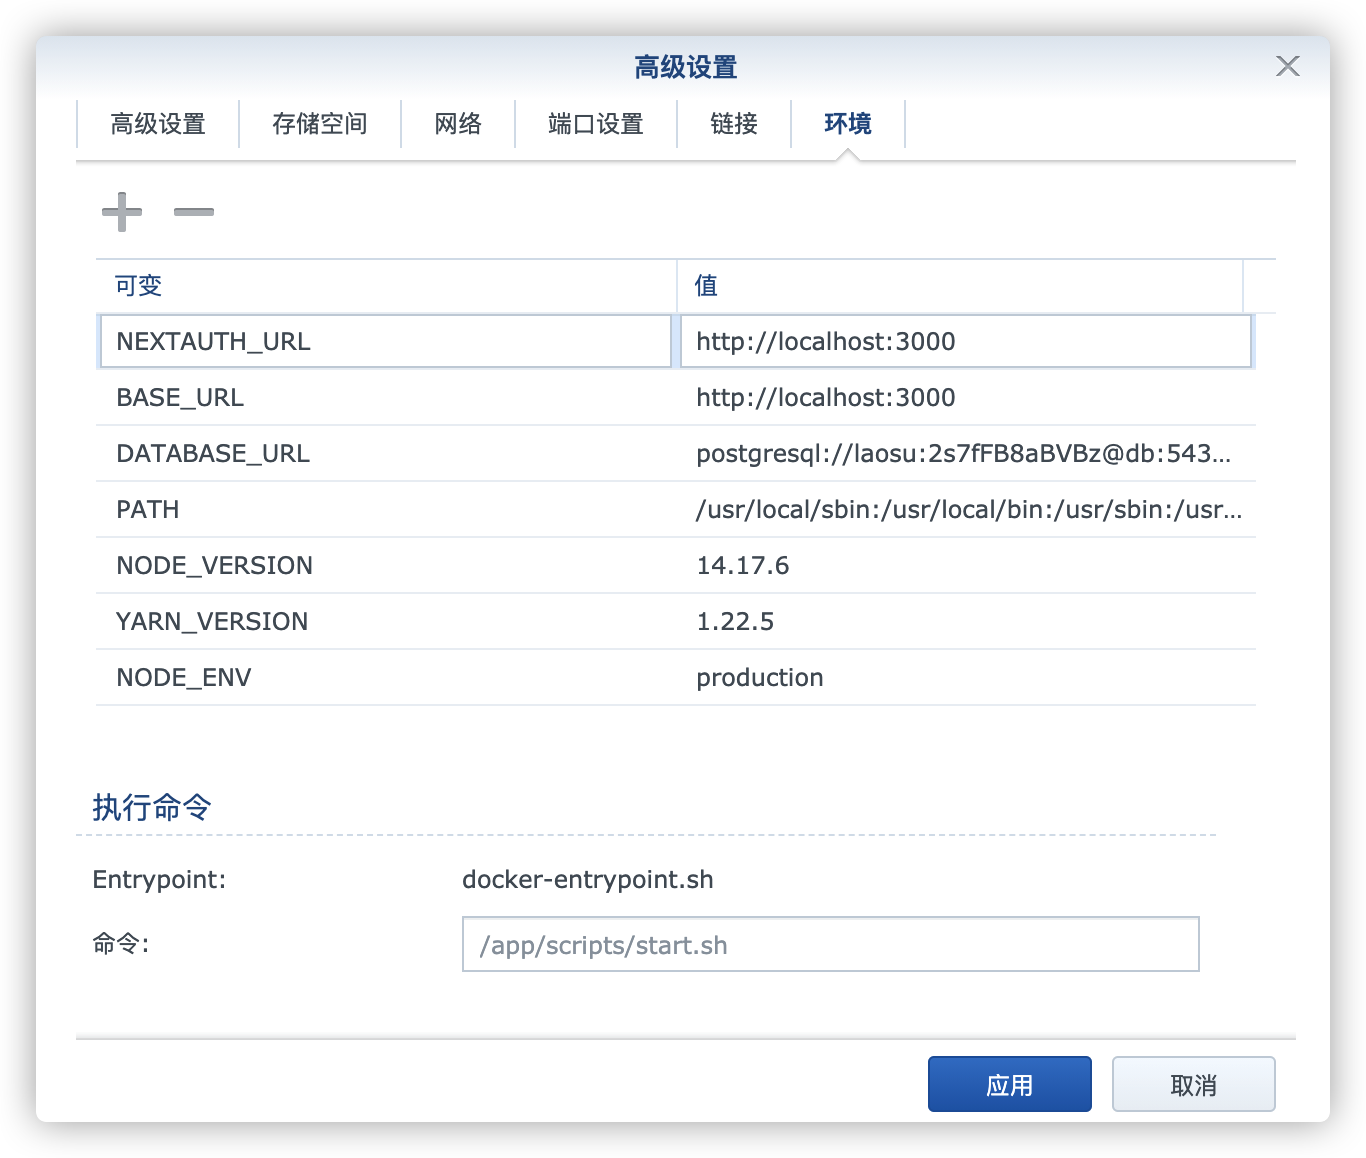 高级设置
高级设置 存储空间 网络 端口设置 链接 环境
可变 值
NEXTAUTH_URL http://localhost:3000
BASE_URL http://localhost:3000
DATABASE_URL postgresql://laosu:2s7fFB8aBVBz@db:543...
PATH /usr/local/sbin:/usr/local/bin:/usr/sbin:/usr...
NODE_VERSION 14.17.6
YARN_VERSION 1.22.5
NODE_ENV production
执行命令
Entrypoint: docker-entrypoint.sh
命令: /app/scripts/start.sh
应用 取消